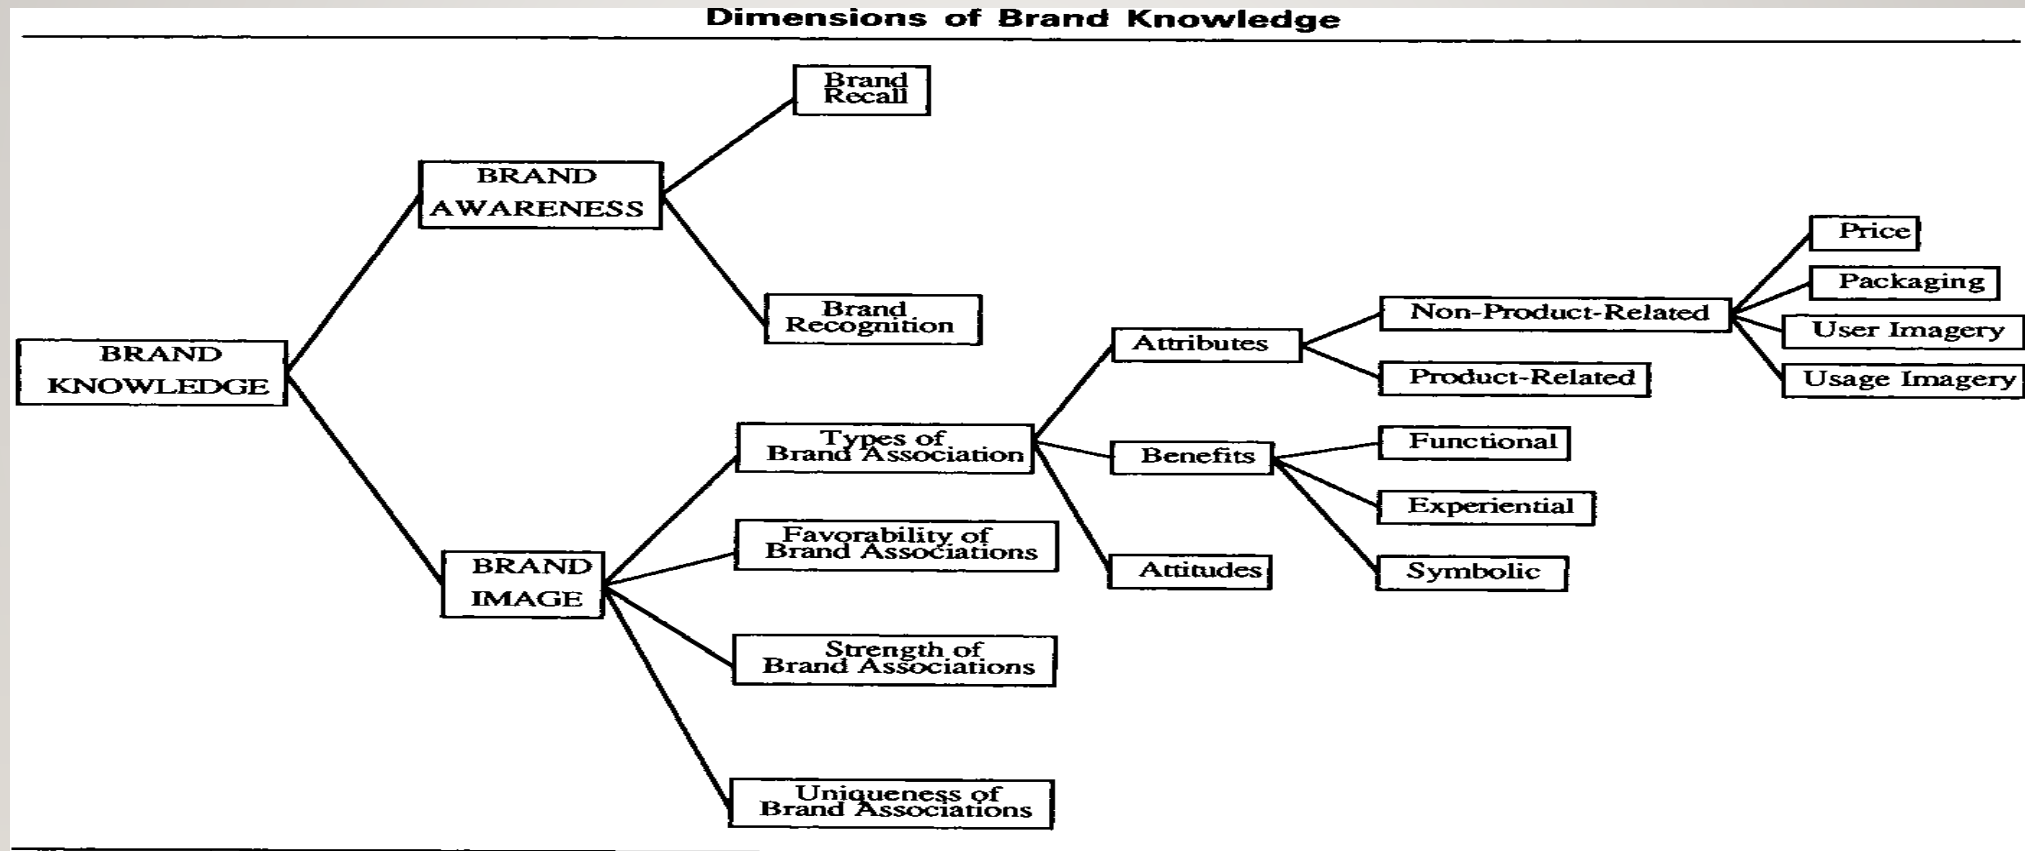 Dimensions of Brand Knowledge
Brand
Recall
BRAND
AWARENESS
Brand
Recognition
BRAND
KNOWLEDGE
BRAND
IMAGE
Types of
Brand Association
Favorability of
Brand Associations
Strength of
Brand Associations
Uniqueness of
Brand Associations
Attributes
Benefits
Attitudes
Non-Product-Related
Product-Related
Functional
Experiential
Symbolic
Price
Packaging
User Imagery
Usage Imagery